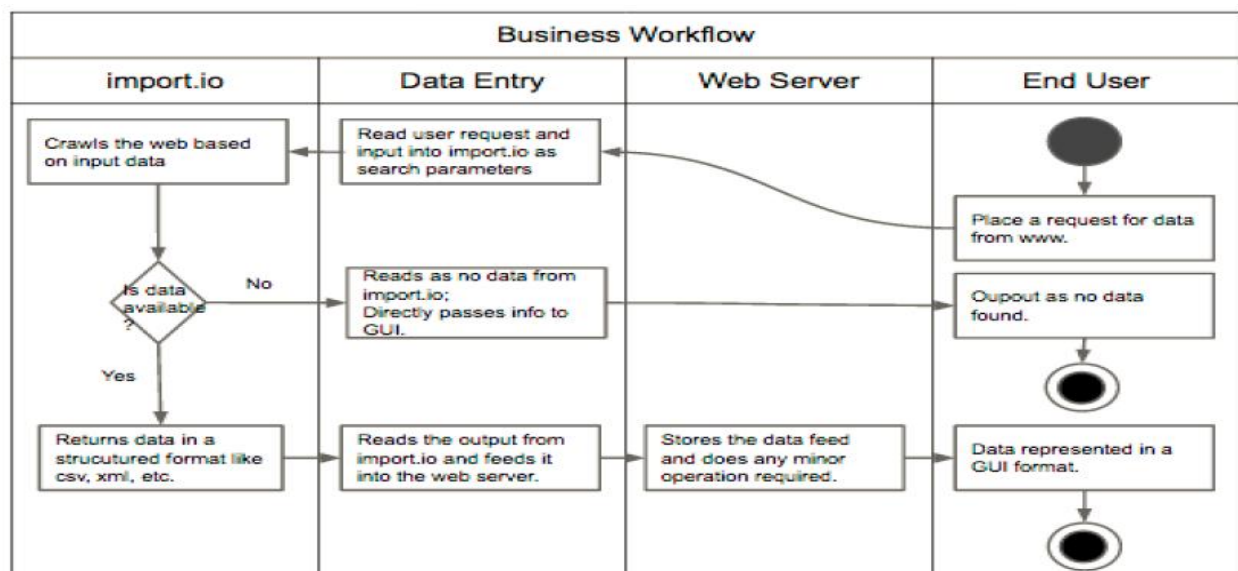 Business Workflow
import.io
Data Entry
Web Server
End User
Crawls the web based
on input data
Read user request and
input into import.io as
search parameters
Place a request for data
from www.
Is data
available
?
No
Reads as no data from
import.io;
Directly passes info to
GUI.
Oupout as no data
found.
Yes
Returns data in a
strucutured format like
csv, xml, etc.
Reads the output from
import.io and feeds it
into the web server.
Stores the data feed
and does any minor
operation required.
Data represented in a
GUI format.